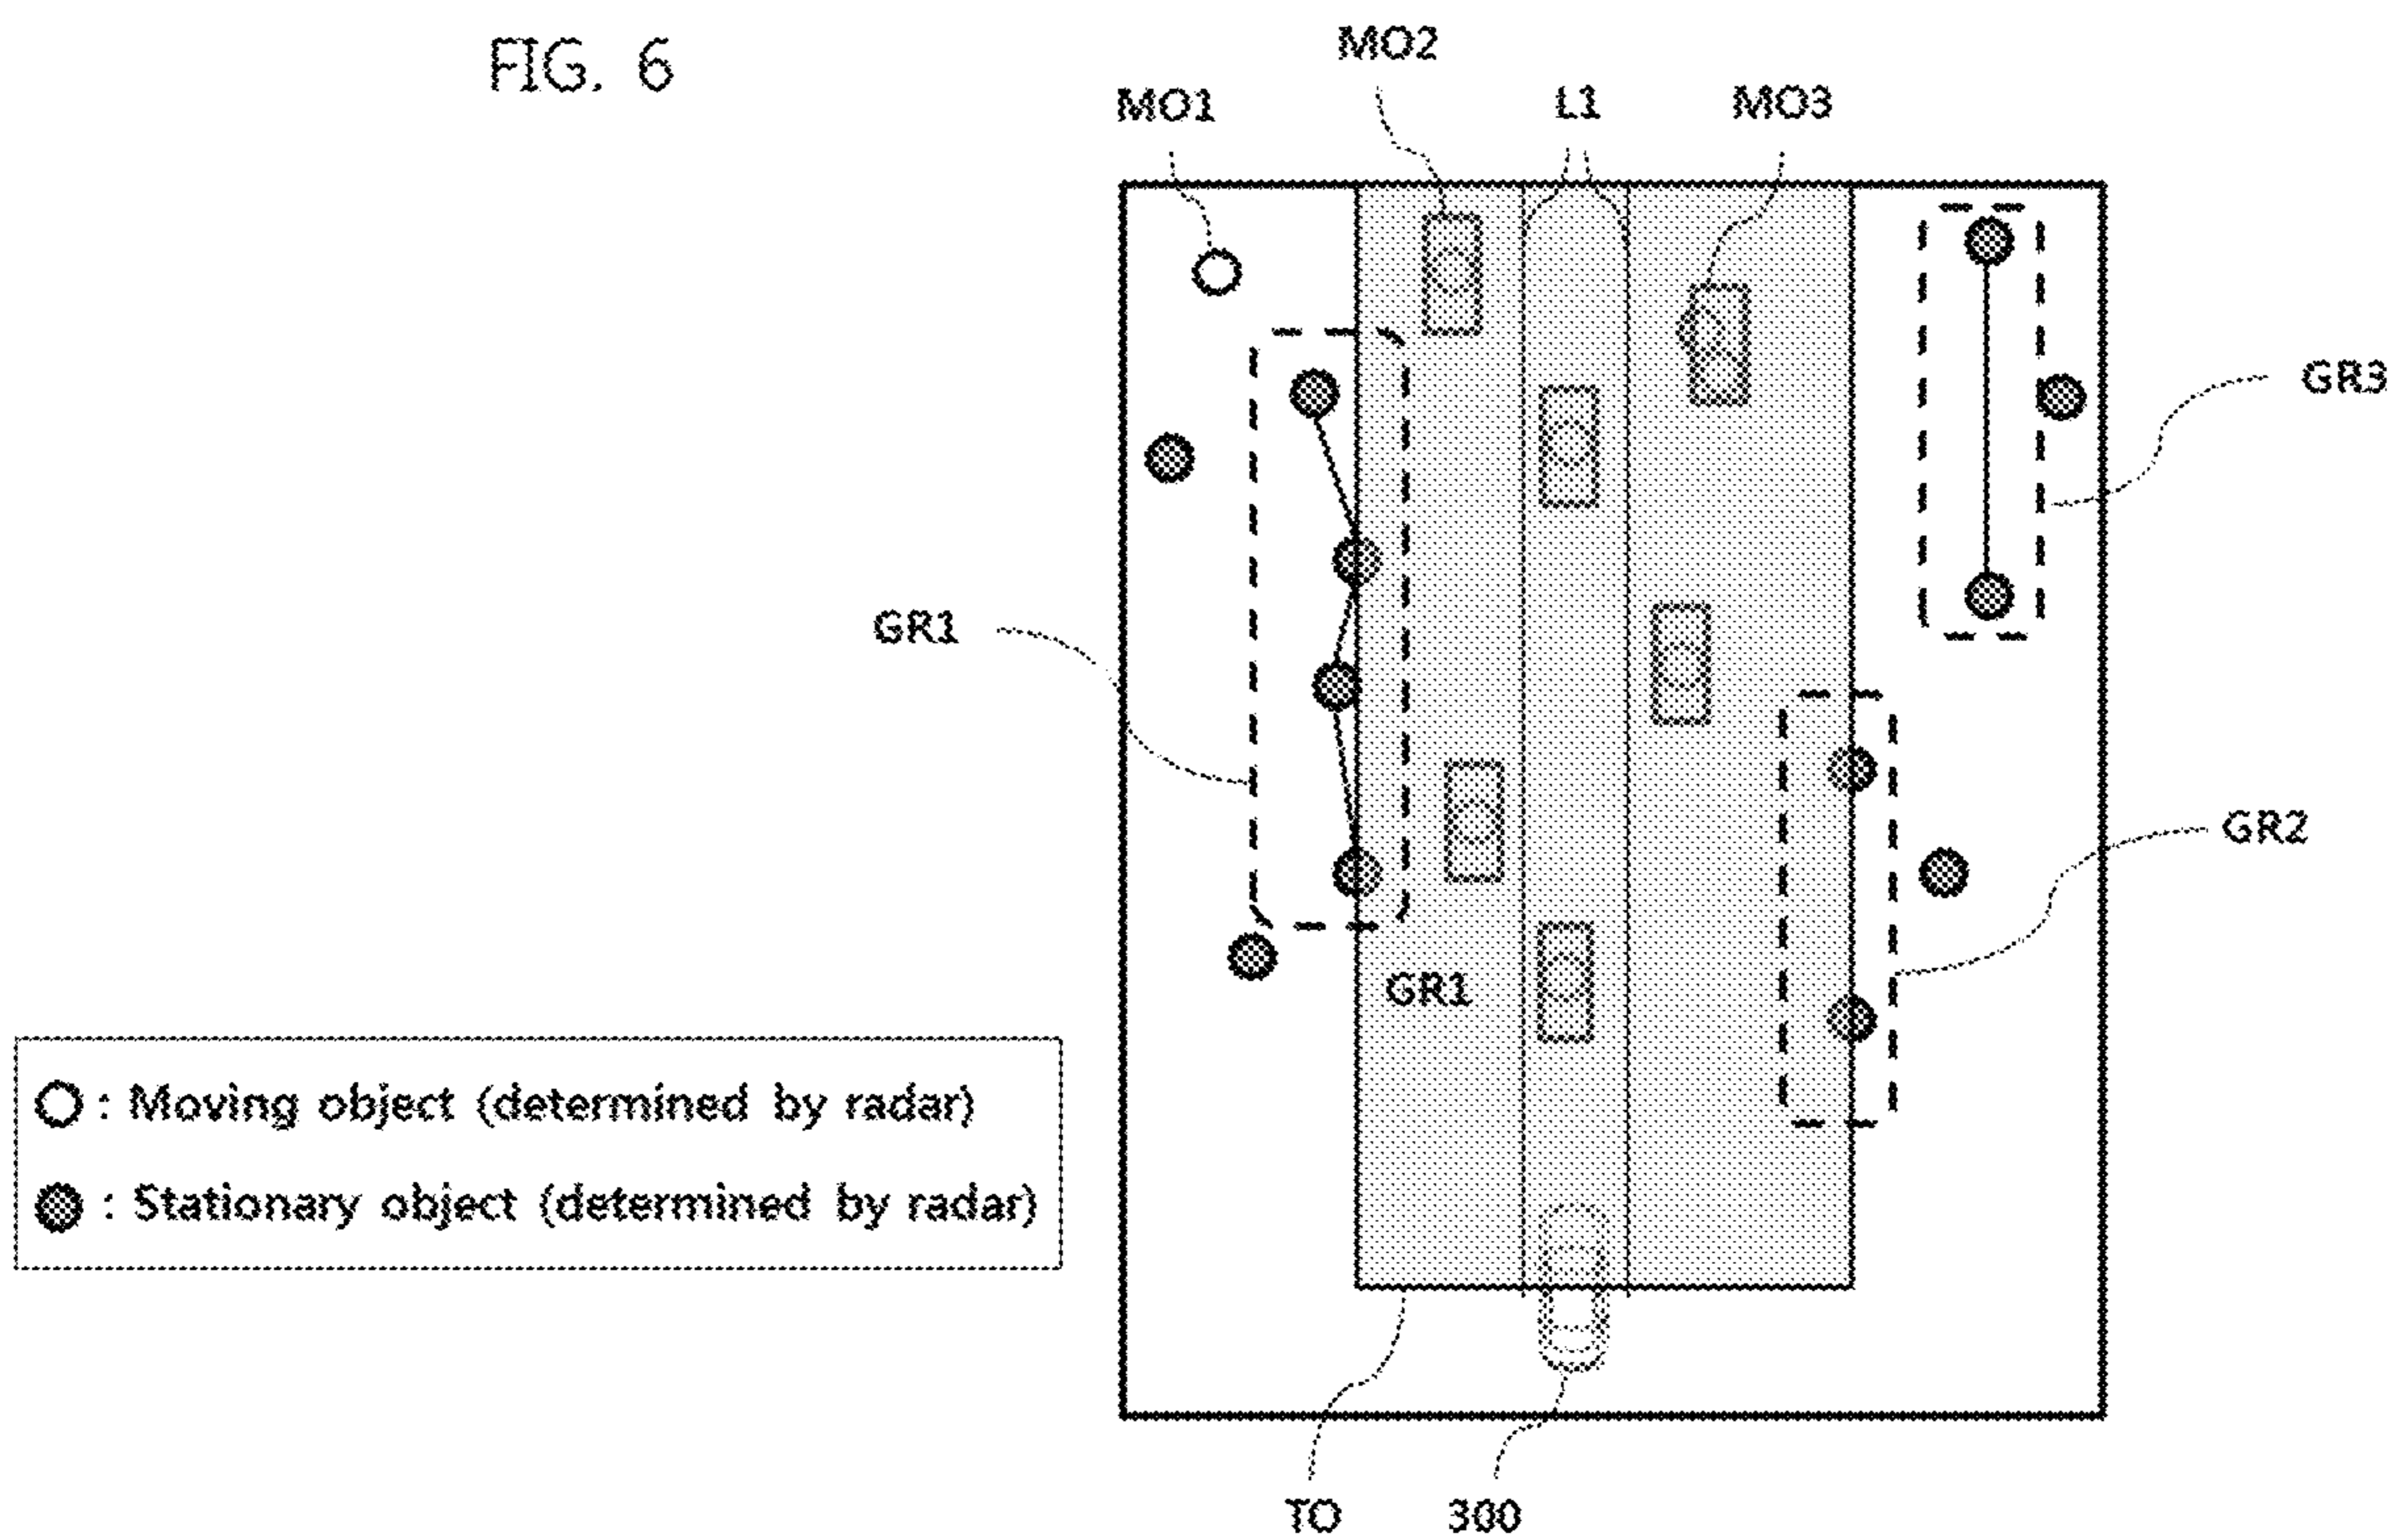 FIG. 6
MO2
MO1
L1
MO3
GR3
GR1
GR2
GR1
○ : Moving object (determined by radar)
● : Stationary object (determined by radar)
TO
300